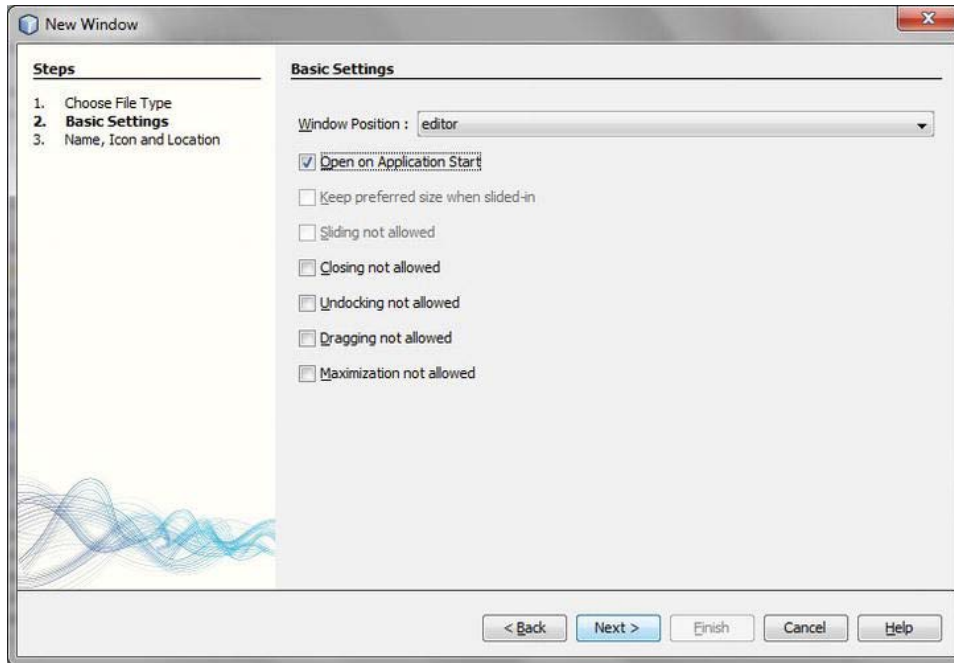 New Window
Steps
1. Choose File Type
2. Basic Settings
3. Name, Icon and Location
Basic Settings
Window Position : editor
Open on Application Start
Keep preferred size when slided-in
Sliding not allowed
Closing not allowed
Undocking not allowed
Dragging not allowed
Maximization not allowed
< Back Next > Finish Cancel Help